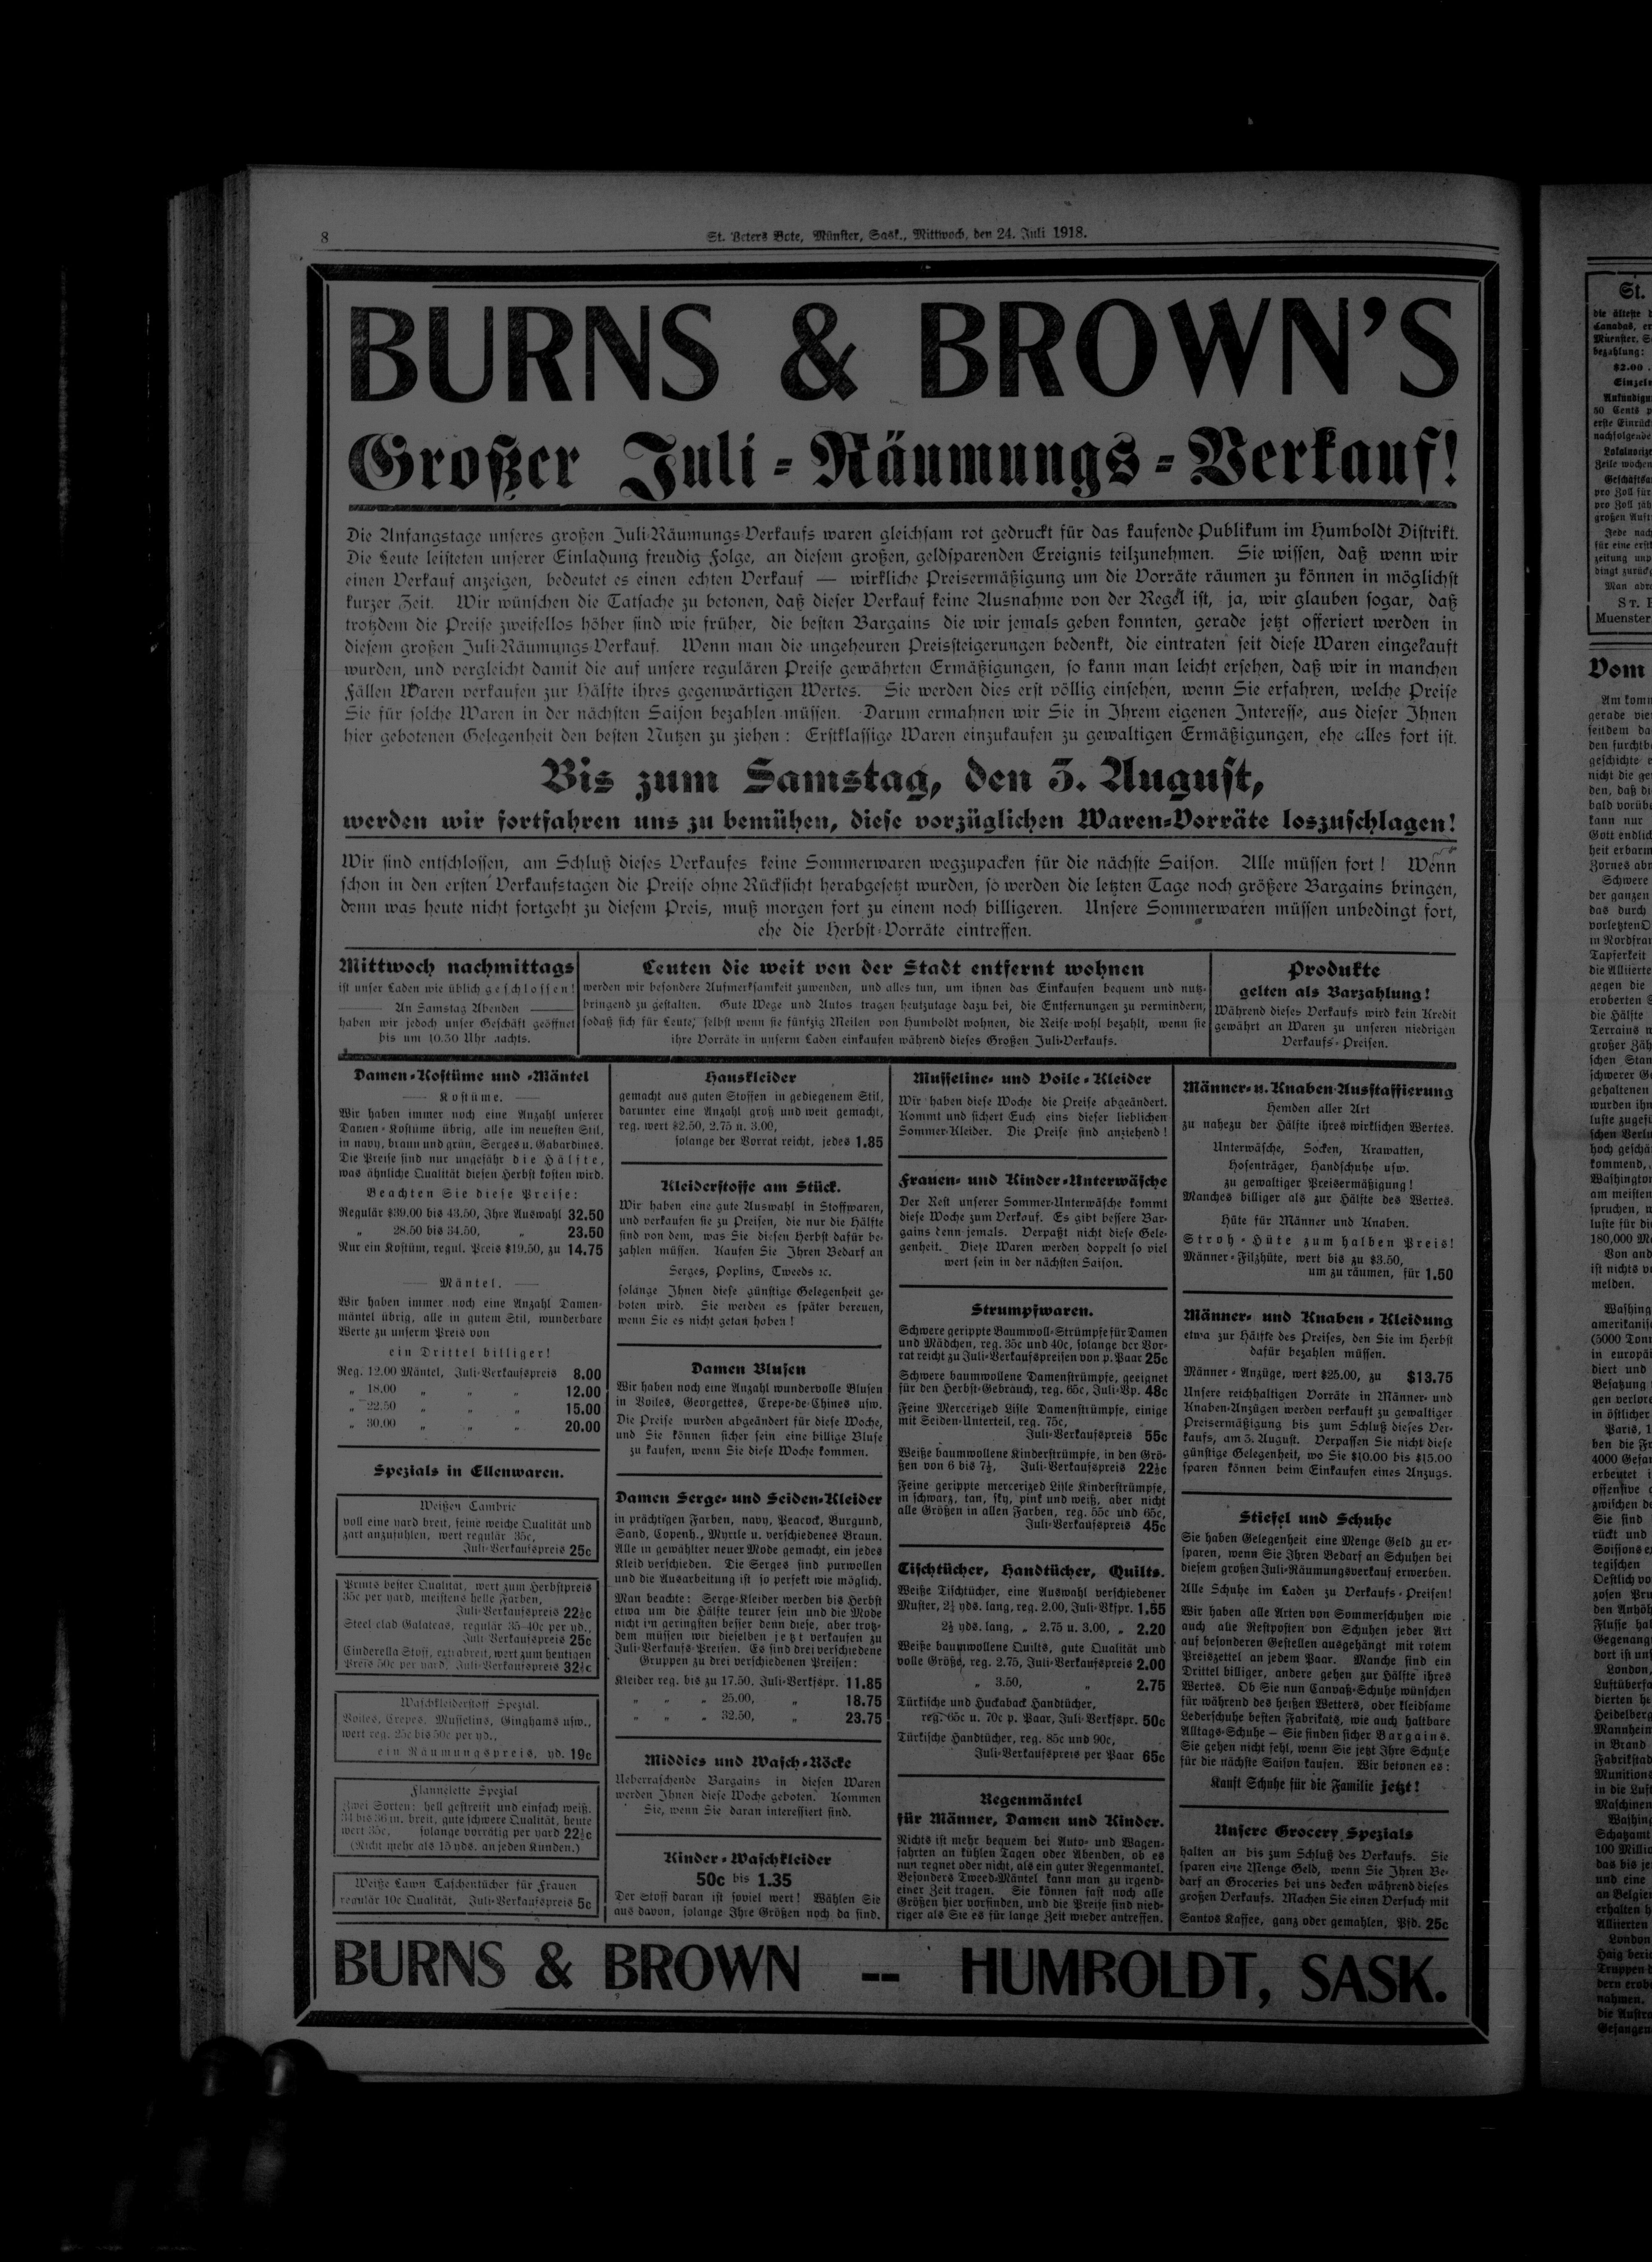 8
St. Peters Bote, Münster, Sask., Mittwoch, den 24. Juli 1918.
BURNS & BROWN'S
Großer Juli-Räumungs-Verkauf!
Die Anfangstage unseres großen Juli-Räumungs-Verkaufs waren gleichsam rot gedruckt für das kaufende Publikum im Humboldt Distrikt.
Die Leute leisteten unserer Einladung freudig Folge, an diesem großen, geldsparenden Ereignis teilzunehmen. Sie wissen, daß wenn wir
einen Verkauf anzeigen, bedeutet es einen echten Verkauf — wirkliche Preisermäßigung um die Vorräte räumen zu können in möglichst
kurzer Zeit. Wir wünschen die Tatsache zu betonen, daß dieser Verkauf keine Ausnahme von der Regel ist, ja, wir glauben sogar, daß
trotzdem die Preise zweifellos höher sind wie früher, die besten Bargains die wir jemals geben konnten, gerade jetzt offeriert werden in
diesem großen Juli-Räumungs-Verkauf. Wenn man die ungeheuren Preissteigerungen bedenkt, die eintraten seit diese Waren eingekauft
wurden, und vergleicht damit die auf unsere regulären Preise gewährten Ermäßigungen, so kann man leicht ersehen, daß wir in manchen
Fällen Waren verkaufen zur Hälfte ihres gegenwärtigen Wertes. Sie werden dies erst völlig einsehen, wenn Sie erfahren, welche Preise
Sie für solche Waren in der nächsten Saison bezahlen müssen. Darum ermahnen wir Sie in Ihrem eigenen Interesse, aus dieser Ihnen
hier gebotenen Gelegenheit den besten Nutzen zu ziehen: Erstklassige Waren einzukaufen zu gewaltigen Ermäßigungen, ehe alles fort ist.
Bis zum Samstag, den 3. August,
werden wir fortfahren uns zu bemühen, diese vorzüglichen Waren-Vorräte loszuschlagen!
Wir sind entschlossen, am Schluß dieses Verkaufes keine Sommerwaren wegzupacken für die nächste Saison. Alle müssen fort! Wenn
schon in den ersten Verkaufstagen die Preise ohne Rücksicht herabgesetzt wurden, so werden die letzten Tage noch größere Bargains bringen,
denn was heute nicht fortgeht zu diesem Preis, muß morgen fort zu einem noch billigeren. Unsere Sommerwaren müssen unbedingt fort,
ehe die Herbst-Vorräte eintreffen.
Mittwoch nachmittags
ist unser Laden wie üblich geschlossen!
An Samstag Abenden
haben wir jedoch unser Geschäft geöffnet
bis um 10.30 Uhr nachts.
Leuten die weit von der Stadt entfernt wohnen
werden wir besondere Aufmerksamkeit zuwenden, und alles tun, um ihnen das Einkaufen bequem und nutz-
bringend zu gestalten. Gute Wege und Autos tragen heutzutage dazu bei, die Entfernungen zu vermindern,
sodaß sich für Leute, selbst wenn sie fünfzig Meilen von Humboldt wohnen, die Reise wohl bezahlt, wenn sie
ihre Vorräte in unserm Laden einkaufen während dieses Großen Juli-Verkaufs.
Produkte
gelten als Barzahlung!
Während dieses Verkaufs wird kein Kredit
gewährt an Waren zu unseren niedrigen
Verkaufs-Preisen.
Damen-Kostüme und -Mäntel
Kostüme.
Wir haben immer noch eine Anzahl unserer
Damen-Kostüme übrig, alle im neuesten Stil,
in navy, braun und grün, Serges u. Gabardines.
Die Preise sind nur ungefähr die Hälfte,
was ähnliche Qualität diesen Herbst kosten wird.
Beachten Sie diese Preise:
Regulär $39.00 bis 43.50, Ihre Auswahl 32.50
„ 28.50 bis 34.50, „ 23.50
Nur ein Kostüm, regul. Preis $19.50, zu 14.75
Mäntel.
Wir haben immer noch eine Anzahl Damen-
mäntel übrig, alle in gutem Stil, wunderbare
Werte zu unserm Preis von
ein Drittel billiger!
Reg. 12.00 Mäntel, Juli-Verkaufspreis 8.00
„ 18.00 „ „ „ 12.00
„ 22.50 „ „ „ 15.00
„ 30.00 „ „ „ 20.00
Spezials in Ellenwaren.
Weißen Cambric
voll eine yard breit, feine weiche Qualität und
zart anzufühlen, wert regulär 35c,
Juli-Verkaufspreis 25c
Prints bester Qualität, wert zum Herbstpreis
35c per yard, meistens helle Farben,
Juli-Verkaufspreis 22½c
Steel clad Galateas, regulär 35-40c per yd.,
Juli-Verkaufspreis 25c
Cinderella Stoff, extrabreit, wert zum heutigen
Preis 50c per yard, Juli-Verkaufspreis 32½c
Waschkleiderstoff Spezial.
Voiles, Crepes, Musselins, Ginghams usw.,
wert reg. 25c bis 50c per yd.,
ein Räumungspreis, yd. 19c
Flannelette Spezial
Zwei Sorten: hell gestreift und einfach weiß.
34 bis 36 in. breit, gute schwere Qualität, heute
wert 35c, solange vorrätig per yard 22½c
(Nicht mehr als 15 yds. an jeden Kunden.)
Weiße Lawn Taschentücher für Frauen
regulär 10c Qualität, Juli-Verkaufspreis 5c
Hauskleider
gemacht aus guten Stoffen in gediegenem Stil,
darunter eine Anzahl groß und weit gemacht,
reg. wert $2.50, 2.75 u. 3.00,
solange der Vorrat reicht, jedes 1.85
Kleiderstoffe am Stück.
Wir haben eine gute Auswahl in Stoffwaren,
und verkaufen sie zu Preisen, die nur die Hälfte
sind von dem, was Sie diesen Herbst dafür be-
zahlen müssen. Kaufen Sie Ihren Bedarf an
Serges, Poplins, Tweeds ec.
solange Ihnen diese günstige Gelegenheit ge-
boten wird. Sie werden es später bereuen,
wenn Sie es nicht getan haben!
Damen Blusen
Wir haben noch eine Anzahl wundervolle Blusen
in Voiles, Georgettes, Crepe-de-Chines usw.
Die Preise wurden abgeändert für diese Woche,
und Sie können sicher sein eine billige Bluse
zu kaufen, wenn Sie diese Woche kommen.
Damen Serge- und Seiden-Kleider
in prächtigen Farben, navy, Peacock, Burgund,
Sand, Copenh., Myrtle u. verschiedenes Braun.
Alle in gewählter neuer Mode gemacht, ein jedes
Kleid verschieden. Die Serges sind purwollen
und die Ausarbeitung ist so perfekt wie möglich.
Man beachte: Serge-Kleider werden bis Herbst
etwa um die Hälfte teurer sein und die Mode
nicht im geringsten besser denn diese, aber trotz-
dem müssen wir dieselben jetzt verkaufen zu
Juli-Verkaufs-Preisen. Es sind drei verschiedene
Gruppen zu drei verschiedenen Preisen:
Kleider reg. bis zu 17.50, Juli-Verkfspr. 11.85
„ „ „ 25.00, „ 18.75
„ „ „ 32.50, „ 23.75
Middies und Wasch-Röcke
Ueberraschende Bargains in diesen Waren
werden Ihnen diese Woche geboten. Kommen
Sie, wenn Sie daran interessiert sind.
Kinder-Waschkleider
50c bis 1.35
Der Stoff daran ist soviel wert! Wählen Sie
aus davon, solange Ihre Größen noch da sind.
Musseline- und Voile-Kleider
Wir haben diese Woche die Preise abgeändert.
Kommt und sichert Euch eins dieser lieblichen
Sommer-Kleider. Die Preise sind anziehend!
Frauen- und Kinder-Unterwäsche
Der Rest unserer Sommer-Unterwäsche kommt
diese Woche zum Verkauf. Es gibt bessere Bar-
gains denn jemals. Verpaßt nicht diese Gele-
genheit. Diese Waren werden doppelt so viel
wert sein in der nächsten Saison.
Strumpfwaren.
Schwere gerippte Baumwoll-Strümpfe für Damen
und Mädchen, reg. 35c und 40c, solange der Vor-
rat reicht zu Juli-Verkaufspreisen von p. Paar 25c
Schwere baumwollene Damenstrümpfe, geeignet
für den Herbst-Gebrauch, reg. 65c, Juli-Vp. 48c
Feine Mercerized Lisle Damenstrümpfe, einige
mit Seiden-Unterteil, reg. 75c,
Juli-Verkaufspreis 55c
Weiße baumwollene Kinderstrümpfe, in den Grö-
ßen von 6 bis 7½, Juli-Verkaufspreis 22½c
Feine gerippte mercerized Lisle Kinderstrümpfe,
in schwarz, tan, sky, pink und weiß, aber nicht
alle Größen in allen Farben, reg. 55c und 65c,
Juli-Verkaufspreis 45c
Tischtücher, Handtücher, Quilts.
Weiße Tischtücher, eine Auswahl verschiedener
Muster, 2¼ yds. lang, reg. 2.00, Juli-Vkfpr. 1.55
2½ yds. lang, „ 2.75 u. 3.00, „ 2.20
Weiße baumwollene Quilts, gute Qualität und
volle Größe, reg. 2.75, Juli-Verkaufspreis 2.00
„ 3.50, „ 2.75
Türkische und Huckaback Handtücher,
reg. 65c u. 70c p. Paar, Juli-Verkfspr. 50c
Türkische Handtücher, reg. 85c und 90c,
Juli-Verkaufspreis per Paar 65c
Regenmäntel
für Männer, Damen und Kinder.
Nichts ist mehr bequem bei Auto- und Wagen-
fahrten an kühlen Tagen oder Abenden, ob es
nun regnet oder nicht, als ein guter Regenmantel.
Besonders Tweed-Mäntel kann man zu irgend-
einer Zeit tragen. Sie können fast noch alle
Größen hier vorfinden, und die Preise sind nied-
riger als Sie es für lange Zeit wieder antreffen.
Männer- u. Knaben-Ausstaffierung
Hemden aller Art
zu nahezu der Hälfte ihres wirklichen Wertes.
Unterwäsche, Socken, Krawatten,
Hosenträger, Handschuhe usw.
zu gewaltiger Preisermäßigung!
Manches billiger als zur Hälfte des Wertes.
Hüte für Männer und Knaben.
Stroh-Hüte zum halben Preis!
Männer-Filzhüte, wert bis zu $3.50,
um zu räumen, für 1.50
Männer- und Knaben-Kleidung
etwa zur Hälfte des Preises, den Sie im Herbst
dafür bezahlen müssen.
Männer-Anzüge, wert $25.00, zu $13.75
Unsere reichhaltigen Vorräte in Männer- und
Knaben-Anzügen werden verkauft zu gewaltiger
Preisermäßigung bis zum Schluß dieses Ver-
kaufs, am 3. August. Verpassen Sie nicht diese
günstige Gelegenheit, wo Sie $10.00 bis $15.00
sparen können beim Einkaufen eines Anzugs.
Stiefel und Schuhe
Sie haben Gelegenheit eine Menge Geld zu er-
sparen, wenn Sie Ihren Bedarf an Schuhen bei
diesem großen Juli-Räumungsverkauf erwerben.
Alle Schuhe im Laden zu Verkaufs-Preisen!
Wir haben alle Arten von Sommerschuhen wie
auch alle Restposten von Schuhen jeder Art
auf besonderen Gestellen ausgehängt mit rotem
Preiszettel an jedem Paar. Manche sind ein
Drittel billiger, andere gehen zur Hälfte ihres
Wertes. Ob Sie nun Canvaß-Schuhe wünschen
für während des heißen Wetters, oder kleidsame
Lederschuhe besten Fabrikats, wie auch haltbare
Alltags-Schuhe — Sie finden sicher Bargains.
Sie gehen nicht fehl, wenn Sie jetzt Ihre Schuhe
für die nächste Saison kaufen. Wir betonen es:
Kauft Schuhe für die Familie jetzt!
Unsere Grocery Spezials
halten an bis zum Schluß des Verkaufs. Sie
sparen eine Menge Geld, wenn Sie Ihren Be-
darf an Groceries bei uns decken während dieses
großen Verkaufs. Machen Sie einen Versuch mit
Santos Kaffee, ganz oder gemahlen, Pfd. 25c
BURNS & BROWN -- HUMBOLDT, SASK.
St.
die älteste
Canadas,
Muenster,
bezahlung:
$2.00
Vom